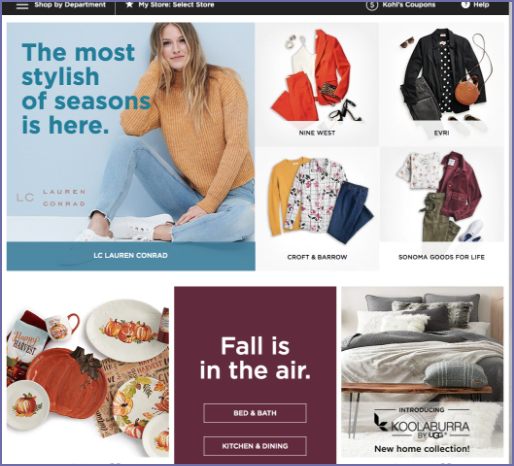 Shop by Department
My Store: Select Store
Kohl's Coupons
Help
The most
stylish
of seasons
is here.
LC LAUREN
CONRAD
LC LAUREN CONRAD
NINE WEST
EVRI
CROFT & BARROW
SONOMA GOODS FOR LIFE
HARVEST
Fall is
in the air.
BED & BATH
KITCHEN & DINING
INTRODUCING
KOOLABURRA
BY UGG
New home collection!